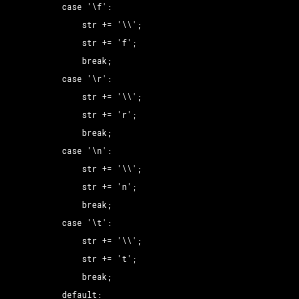 case '\f':
str += '\\';
str += 'f';
break;
case '\r':
str += '\\';
str += 'r';
break;
case '\n':
str += '\\';
str += 'n';
break;
case '\t':
str += '\\';
str += 't';
break;
default: